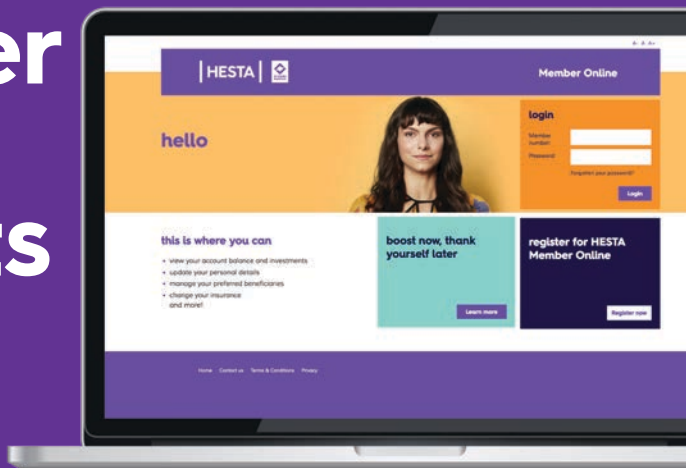 er
ts
A- A A+
| HESTA |
Member Online
hello
login
Member
number
Password
Forgotten your password?
Login
this is where you can
• view your account balance and investments
• update your personal details
• manage your preferred beneficiaries
• change your insurance
and more!
boost now, thank
yourself later
Learn more
register for HESTA
Member Online
Register now
Home Contact us Terms & Conditions Privacy